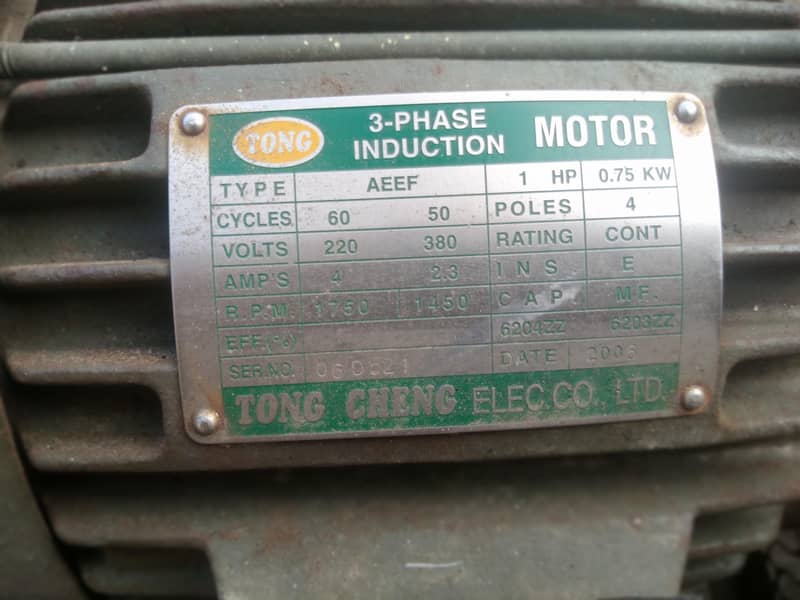 TONG 3-PHASE INDUCTION MOTOR
TYPE AEEF 1 HP 0.75 KW
CYCLES 60 50 POLES 4
VOLTS 220 380 RATING CONT
AMP'S 4 2.3 INS E
R.P.M. 1750 1450 CAP. MF.
EFF.(%) 6204ZZ 6203ZZ
SER.NO. DATE 2006
TONG CHENG ELEC.CO., LTD.